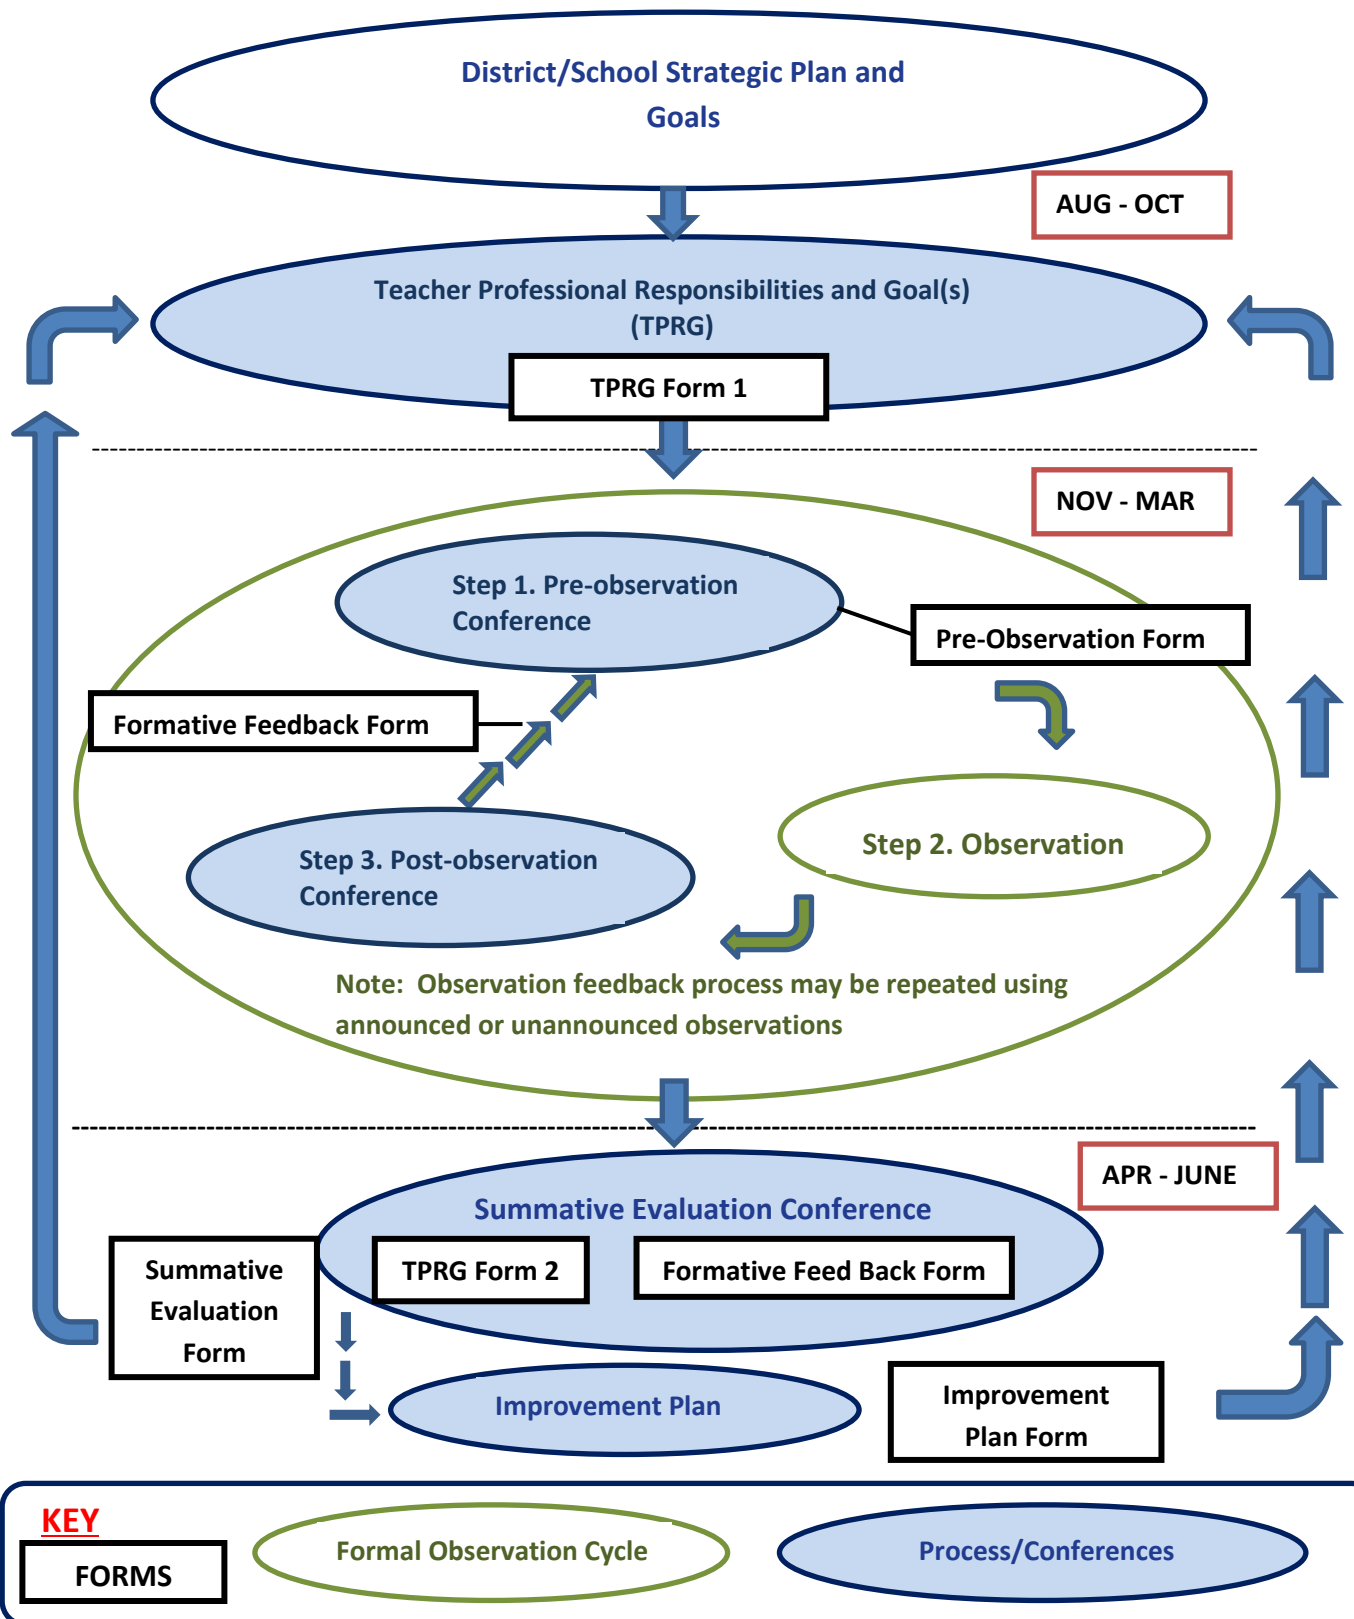 District/School Strategic Plan and
Goals
AUG - OCT
Teacher Professional Responsibilities and Goal(s)
(TPRG)
TPRG Form 1
NOV - MAR
Step 1. Pre-observation
Conference
Pre-Observation Form
Formative Feedback Form
Step 2. Observation
Step 3. Post-observation
Conference
Note:  Observation feedback process may be repeated using
announced or unannounced observations
APR - JUNE
Summative Evaluation Conference
TPRG Form 2
Formative Feed Back Form
Summative
Evaluation
Form
Improvement Plan
Improvement
Plan Form
KEY
FORMS
Formal Observation Cycle
Process/Conferences